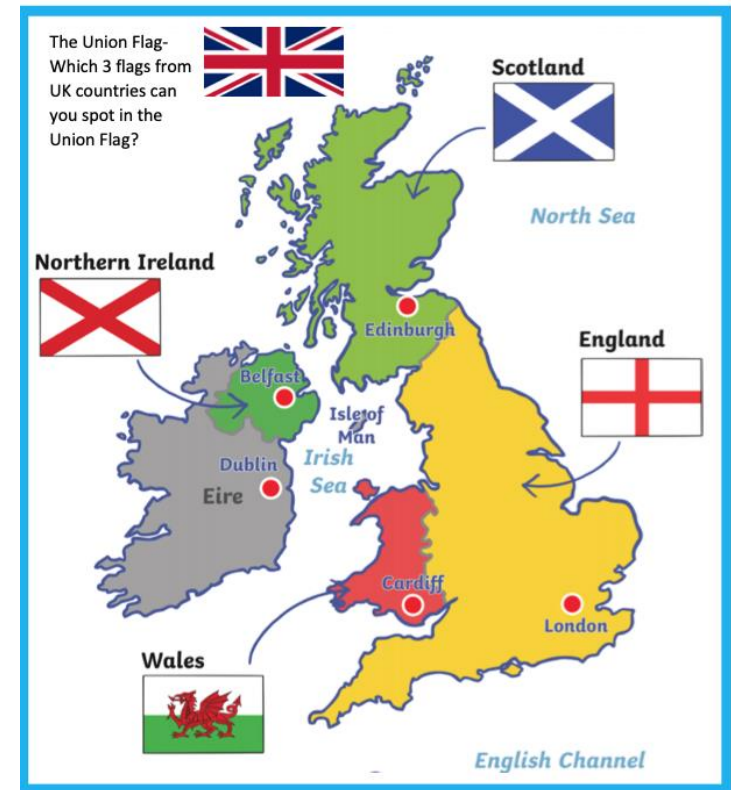 The Union Flag-
Which 3 flags from
UK countries can
you spot in the
Union Flag?
Scotland
North Sea
Northern Ireland
Edinburgh
England
Belfast
Isle of
Man
Irish
Sea
Dublin
Eire
Cardiff
London
Wales
English Channel